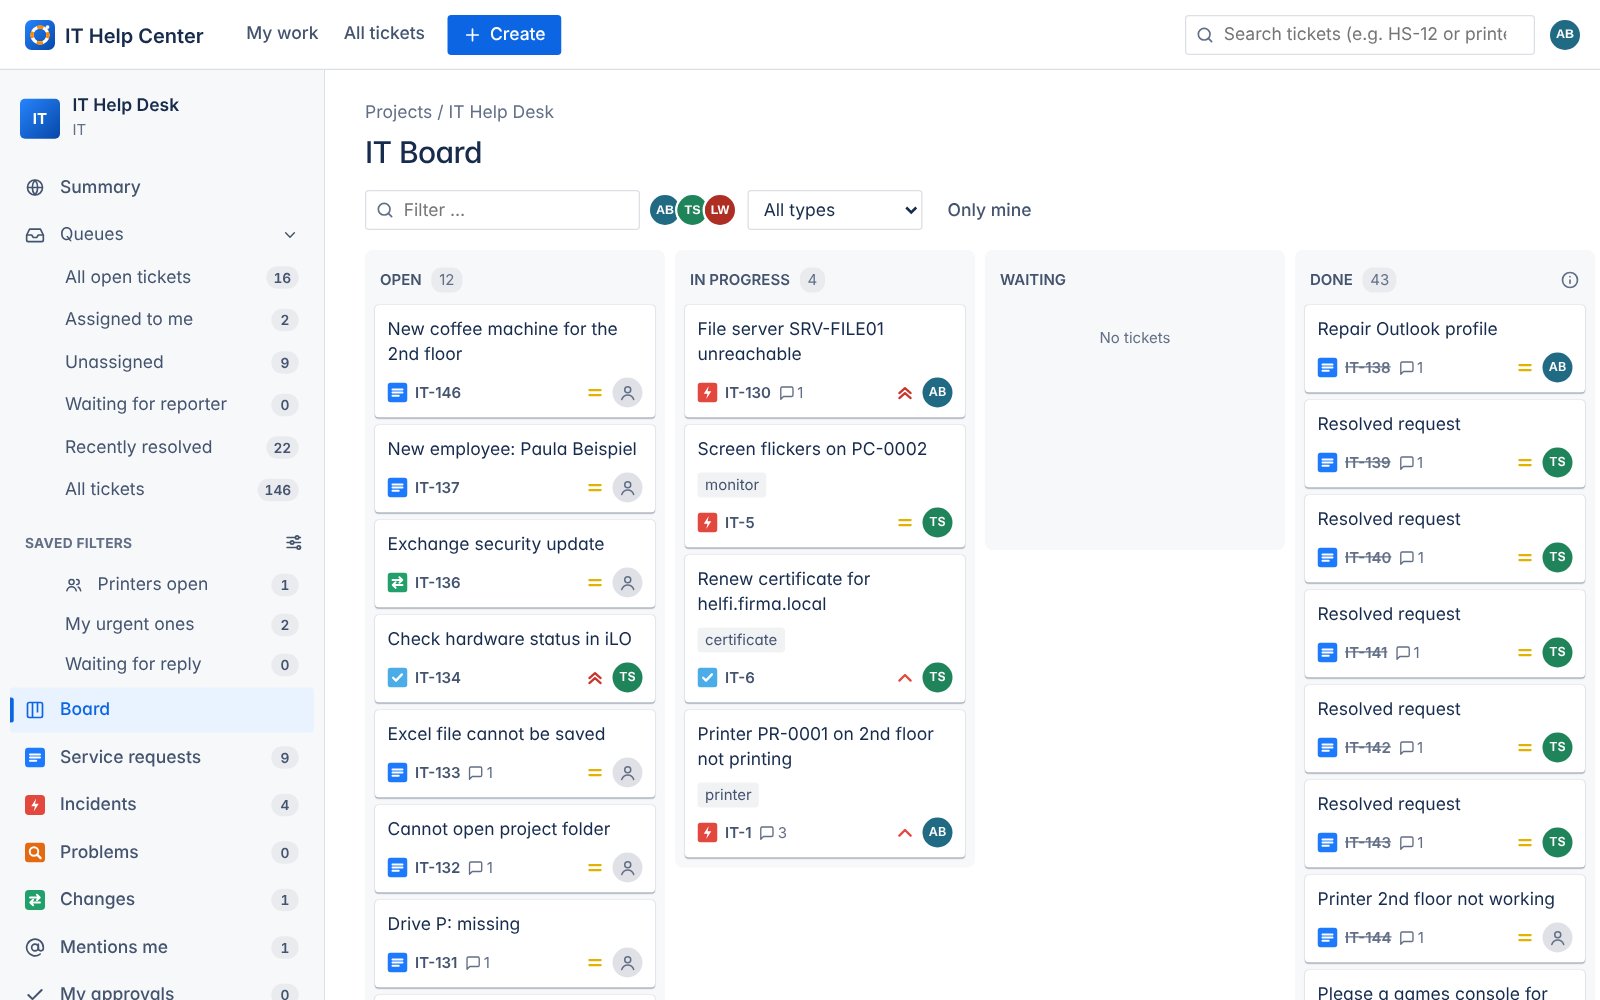 IT Help Center
My work
All tickets
Create
Search tickets (e.g. HS-12 or printe
AB
IT
IT Help Desk
IT
Summary
Queues
All open tickets 16
Assigned to me 2
Unassigned 9
Waiting for reporter 0
Recently resolved 22
All tickets 146
SAVED FILTERS
Printers open 1
My urgent ones 2
Waiting for reply 0
Board
Service requests 9
Incidents 4
Problems 0
Changes 1
Mentions me 1
My approvals 0
Projects / IT Help Desk
IT Board
Filter ...
AB TS LW
All types
Only mine
OPEN 12
New coffee machine for the
2nd floor
IT-146
New employee: Paula Beispiel
IT-137
Exchange security update
IT-136
Check hardware status in iLO
IT-134 TS
Excel file cannot be saved
IT-133 1
Cannot open project folder
IT-132 1
Drive P: missing
IT-131 1
IN PROGRESS 4
File server SRV-FILE01
unreachable
IT-130 1 AB
Screen flickers on PC-0002
monitor
IT-5 TS
Renew certificate for
helfi.firma.local
certificate
IT-6 TS
Printer PR-0001 on 2nd floor
not printing
printer
IT-1 3 AB
WAITING
No tickets
DONE 43
Repair Outlook profile
IT-138 1 AB
Resolved request
IT-139 1 TS
Resolved request
IT-140 1 TS
Resolved request
IT-141 1 TS
Resolved request
IT-142 1 TS
Resolved request
IT-143 1 TS
Printer 2nd floor not working
IT-144 1
Please a games console for